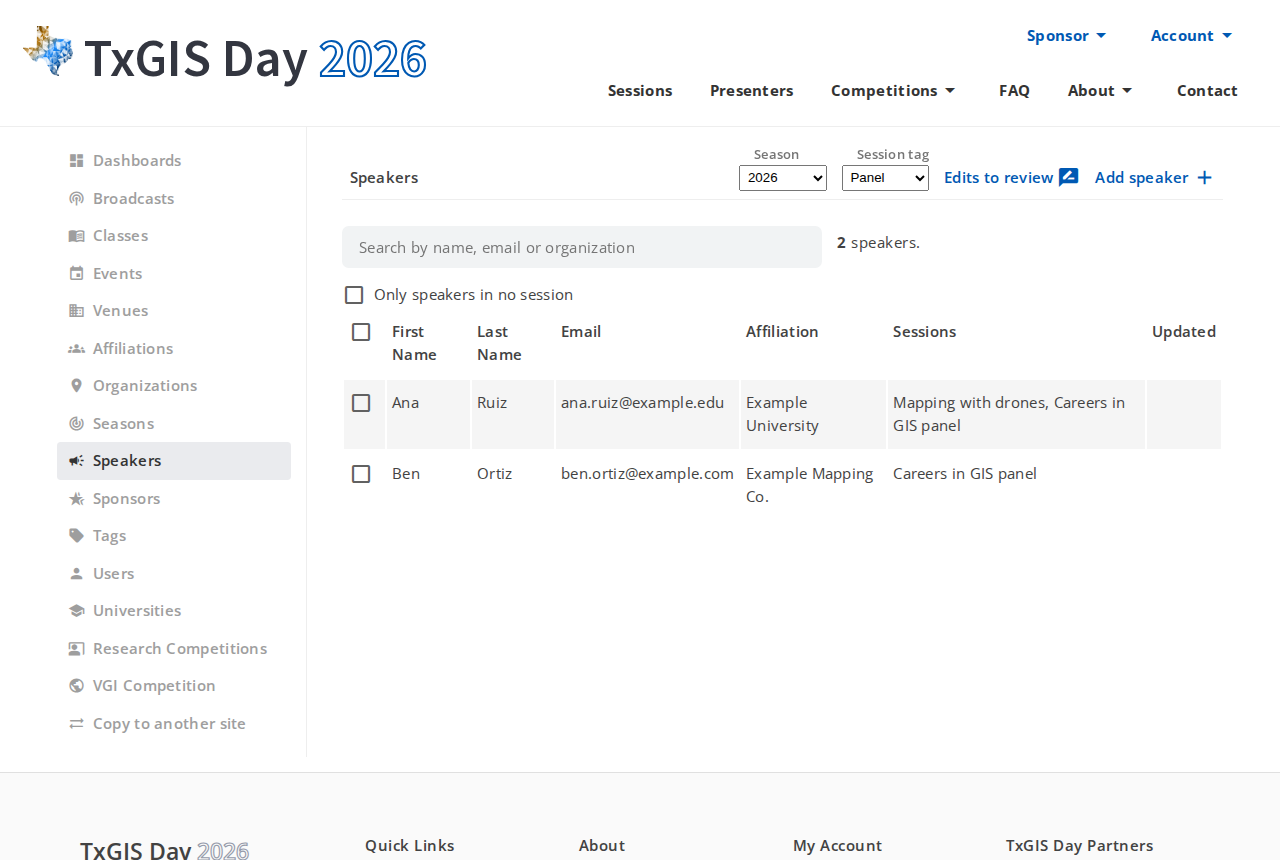 TxGIS Day 2026
Sponsor
Account
Sessions
Presenters
Competitions
FAQ
About
Contact
Dashboards
Broadcasts
Classes
Events
Venues
Affiliations
Organizations
Seasons
Speakers
Sponsors
Tags
Users
Universities
Research Competitions
VGI Competition
Copy to another site
Speakers
Season
2026
Session tag
Panel
Edits to review
Add speaker
Search by name, email or organization
2 speakers.
Only speakers in no session
First Name
Last Name
Email
Affiliation
Sessions
Updated
Ana
Ruiz
ana.ruiz@example.edu
Example University
Mapping with drones, Careers in GIS panel
Ben
Ortiz
ben.ortiz@example.com
Example Mapping Co.
Careers in GIS panel
TxGIS Day 2026
Quick Links
About
My Account
TxGIS Day Partners